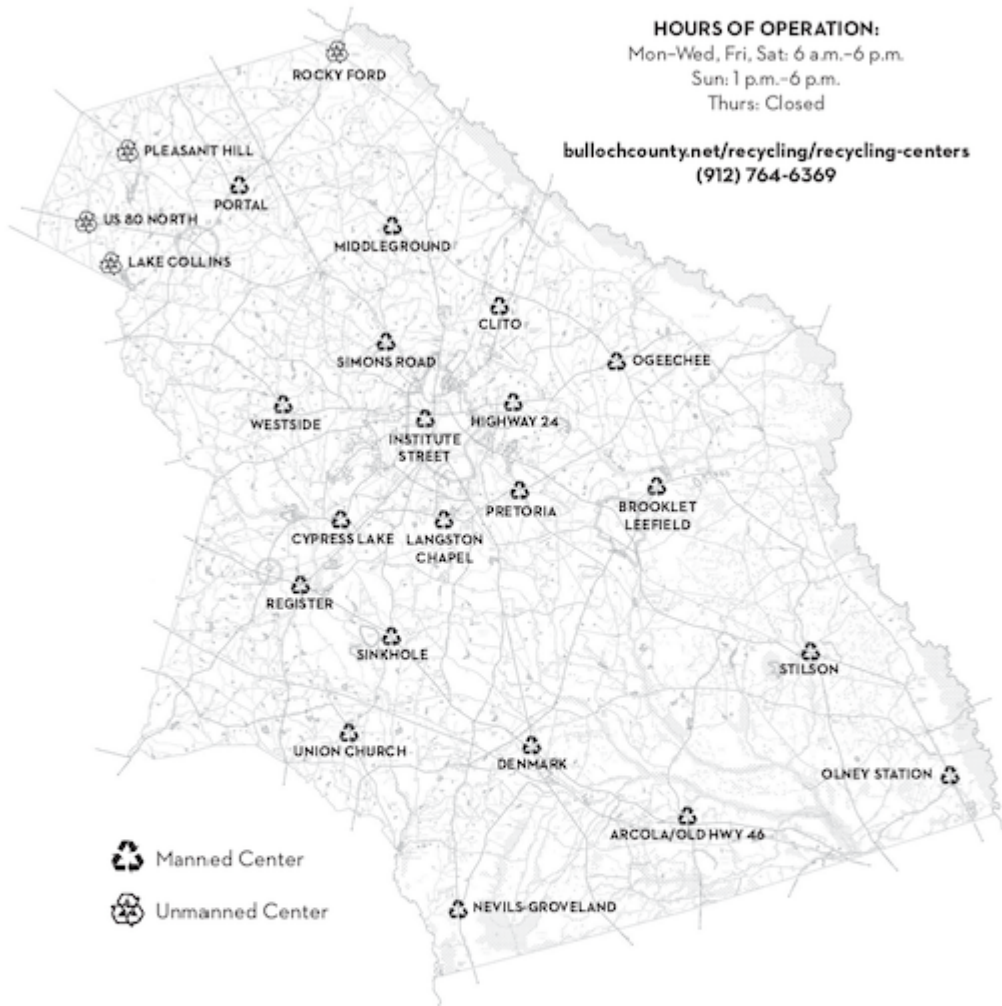 HOURS OF OPERATION:
Mon–Wed, Fri, Sat: 6 a.m.–6 p.m.
Sun: 1 p.m.–6 p.m.
Thurs: Closed
bullochcounty.net/recycling/recycling-centers
(912) 764-6369
ROCKY FORD
PLEASANT HILL
PORTAL
US 80 NORTH
MIDDLEGROUND
LAKE COLLINS
CLITO
SIMONS ROAD
OGEECHEE
WESTSIDE
HIGHWAY 24
INSTITUTE
STREET
PRETORIA
BROOKLET
LEEFIELD
CYPRESS LAKE
LANGSTON
CHAPEL
REGISTER
SINKHOLE
STILSON
UNION CHURCH
DENMARK
OLNEY STATION
ARCOLA/OLD HWY 46
Manned Center
Unmanned Center
NEVILS-GROVELAND